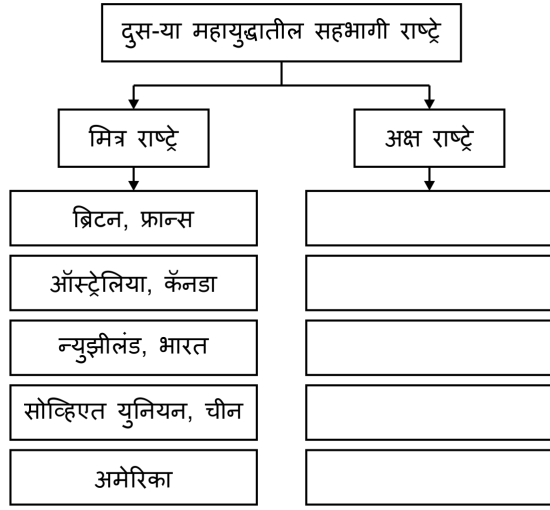 दुस-या महायुद्धातील सहभागी राष्ट्रे
मित्र राष्ट्रे
अक्ष राष्ट्रे
ब्रिटन, फ्रान्स
ऑस्ट्रेलिया, कॅनडा
न्युझीलंड, भारत
सोव्हिएत युनियन, चीन
अमेरिका